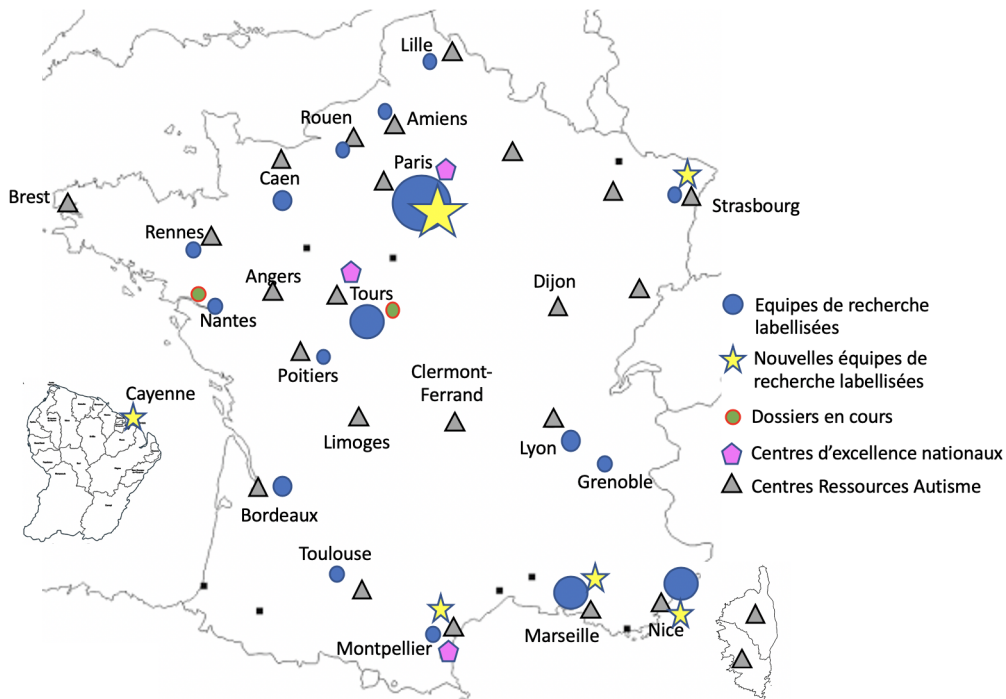 Lille
Rouen
Amiens
Caen
Paris
Brest
Strasbourg
Rennes
Angers
Tours
Dijon
Nantes
Equipes de recherche
labellisées
Poitiers
Clermont-
Ferrand
Nouvelles équipes de
recherche labellisées
Cayenne
Limoges
Dossiers en cours
Lyon
Centres d'excellence nationaux
Grenoble
Centres Ressources Autisme
Bordeaux
Toulouse
Marseille
Nice
Montpellier